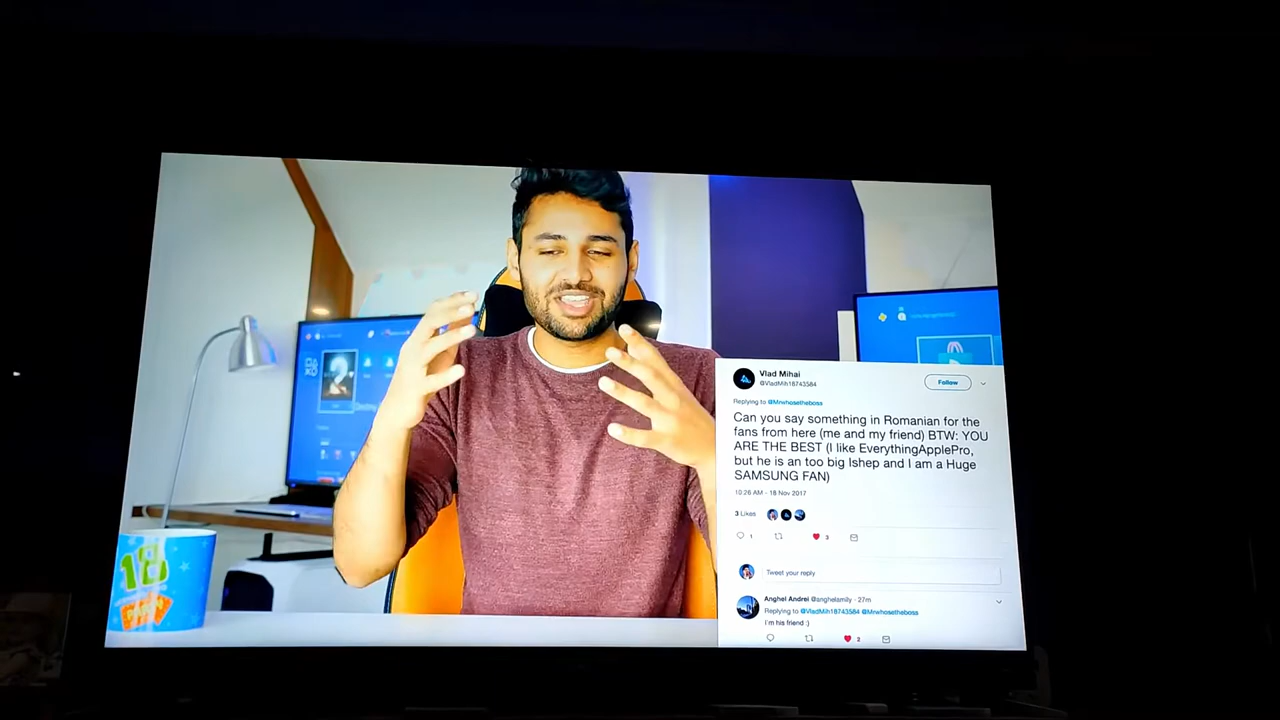 Vlad Mihai
@VladMih18743584
Follow
Replying to @Mrwhosetheboss
Can you say something in Romanian for the
fans from here (me and my friend) BTW: YOU
ARE THE BEST (I like EverythingApplePro,
but he is an too big Ishep and I am a Huge
SAMSUNG FAN)
10:26 AM - 18 Nov 2017
3 Likes
1
3
Tweet your reply
Anghel Andrei @anghelamily · 27m
Replying to @VladMih18743584 @Mrwhosetheboss
I'm his friend :)
2
18
Destiny